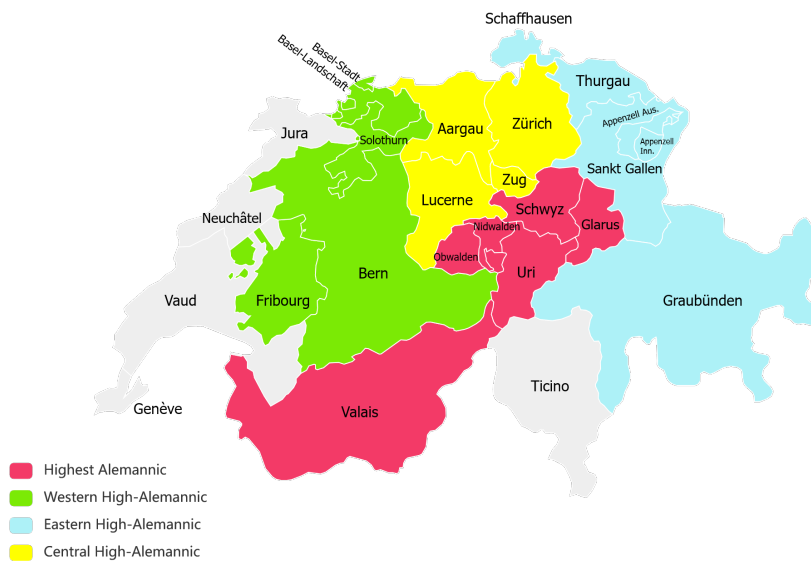 Schaffhausen
Basel-Stadt
Basel-Landschaft
Thurgau
Appenzell Aus.
Aargau
Zürich
Jura
Solothurn
Appenzell
Inn.
Sankt Gallen
Zug
Lucerne
Schwyz
Neuchâtel
Nidwalden
Glarus
Obwalden
Bern
Uri
Vaud
Fribourg
Graubünden
Ticino
Genève
Valais
Highest Alemannic
Western High-Alemannic
Eastern High-Alemannic
Central High-Alemannic